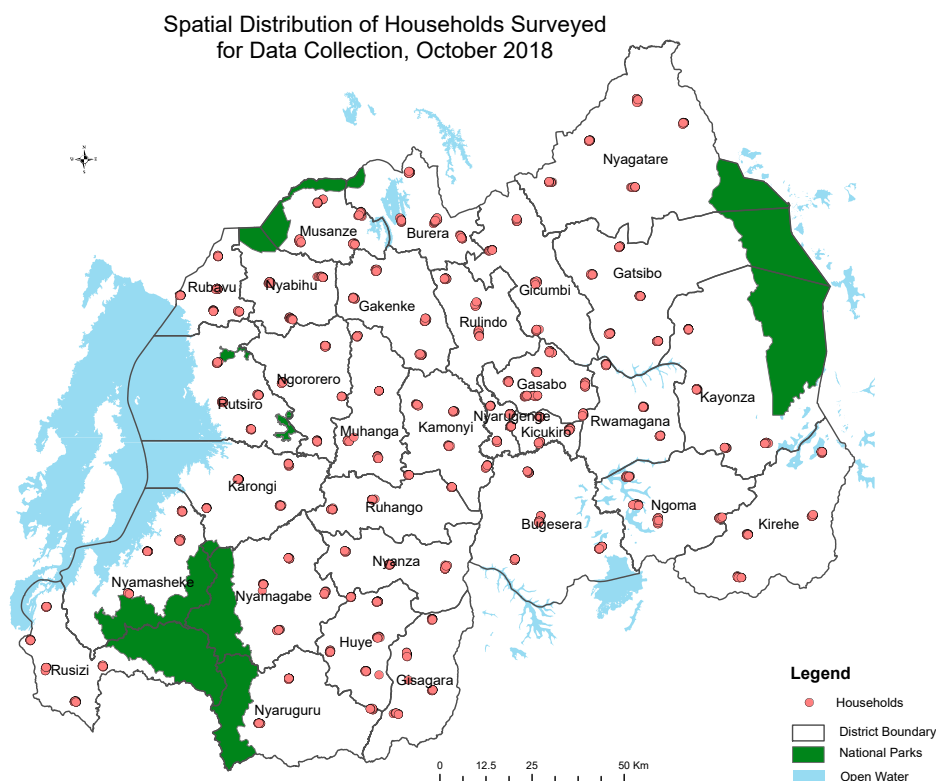 Spatial Distribution of Households Surveyed
for Data Collection, October 2018
Nyagatare
Musanze
Burera
Gatsibo
Rubavu
Nyabihu
Gicumbi
Gakenke
Rulindo
Ngororero
Gasabo
Kayonza
Rutsiro
Nyarugenge
Rwamagana
Muhanga
Kamonyi
Kicukiro
Karongi
Ruhango
Ngoma
Bugesera
Kirehe
Nyanza
Nyamasheke
Nyamagabe
Huye
Rusizi
Gisagara
Nyaruguru
Legend
Households
District Boundary
National Parks
Open Water
0 12.5 25 50 Km